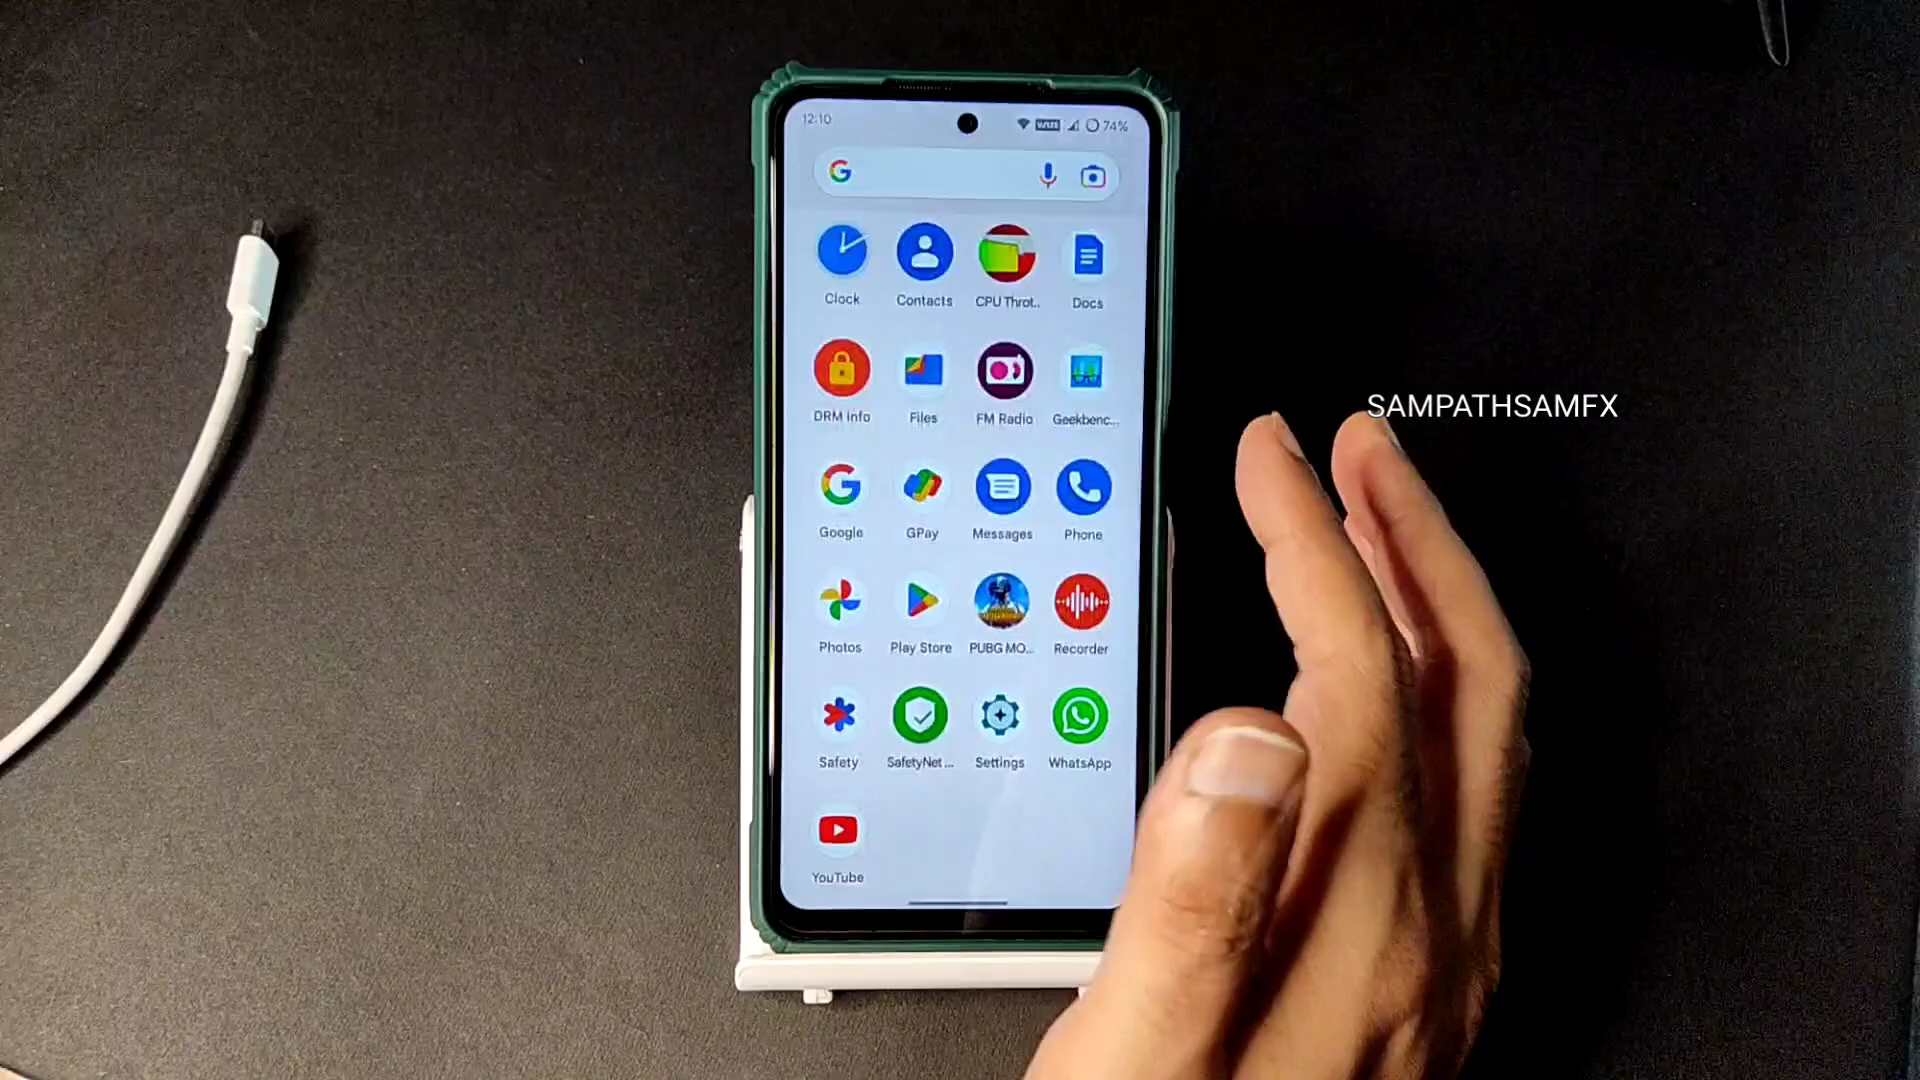 12:10
74%
Clock Contacts CPU Throt.. Docs
DRM Info Files FM Radio Geekbenc...
SAMPATHSAMFX
Google GPay Messages Phone
Photos Play Store PUBG MO... Recorder
Safety SafetyNet ... Settings WhatsApp
YouTube